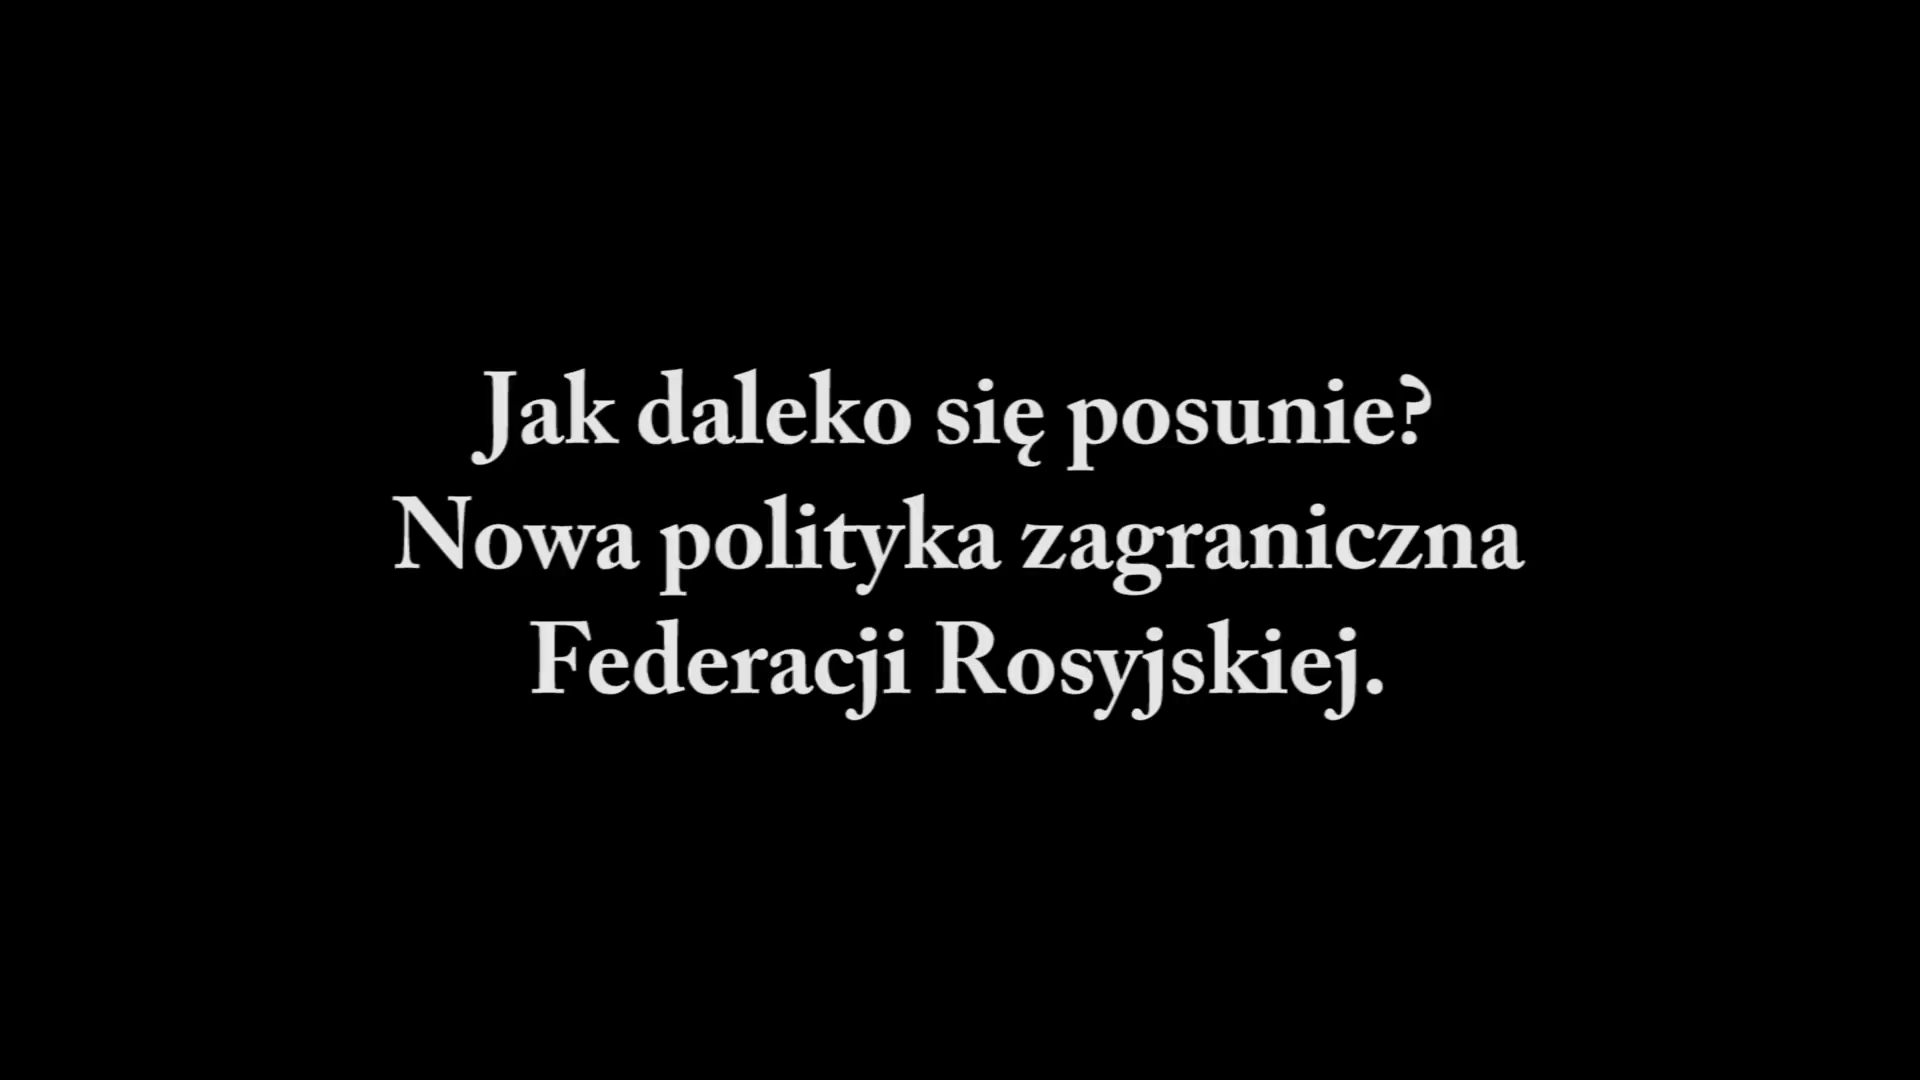 Jak daleko się posunie?
Nowa polityka zagraniczna
Federacji Rosyjskiej.